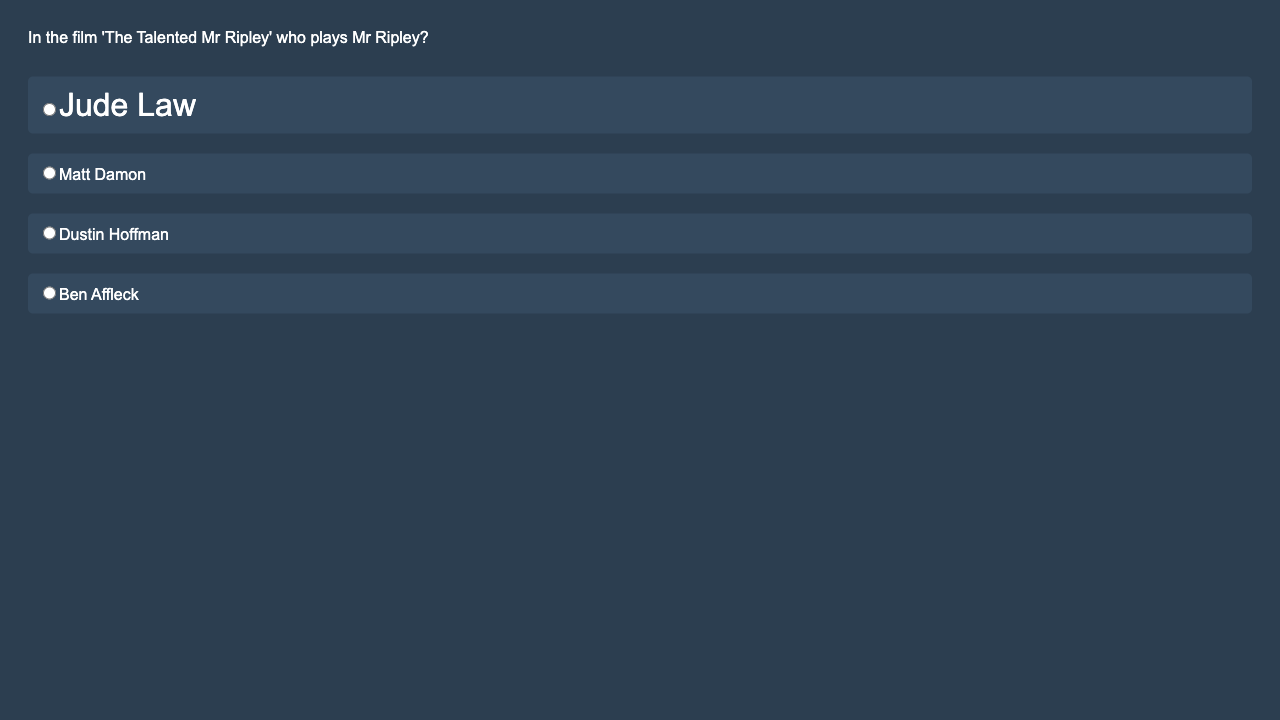 In the film 'The Talented Mr Ripley' who plays Mr Ripley?
Jude Law
Matt Damon
Dustin Hoffman
Ben Affleck